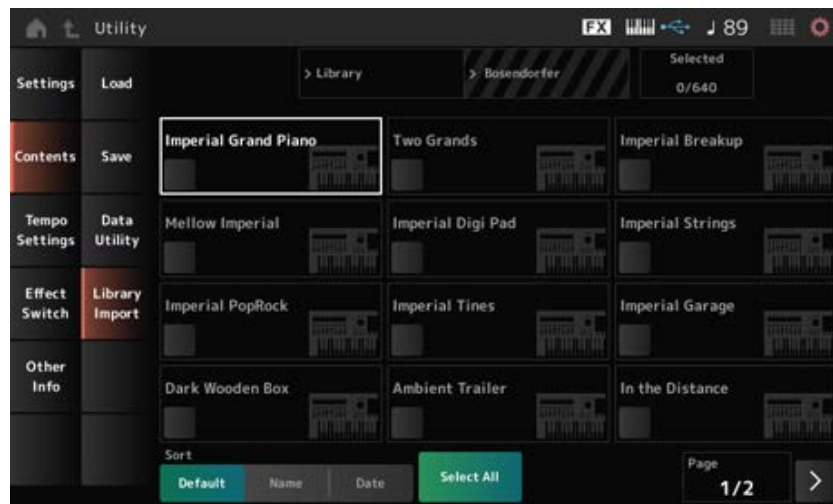 Utility
FX
♩ 89
Settings
Load
> Library
> Bosendorfer
Selected
0/640
Contents
Save
Tempo
Settings
Data
Utility
Effect
Switch
Library
Import
Other
Info
Imperial Grand Piano
Two Grands
Imperial Breakup
Mellow Imperial
Imperial Digi Pad
Imperial Strings
Imperial PopRock
Imperial Tines
Imperial Garage
Dark Wooden Box
Ambient Trailer
In the Distance
Sort
Default
Name
Date
Select All
Page
1/2
>